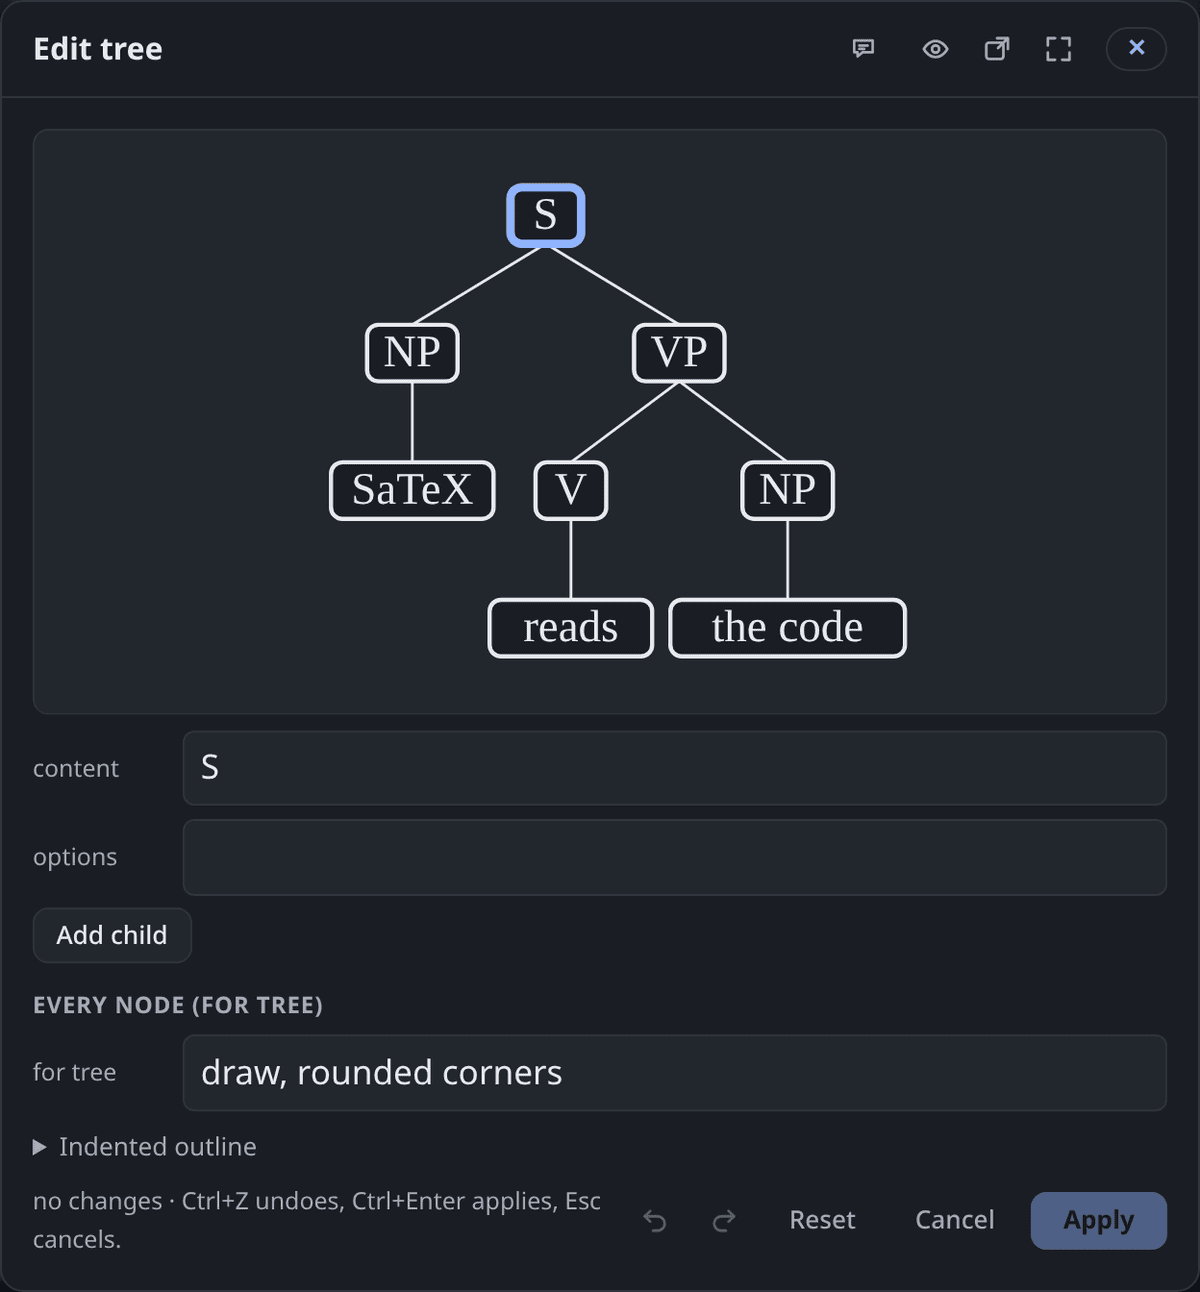 Edit tree
S
NP VP
SaTeX V NP
reads the code
content S
options
Add child
EVERY NODE (FOR TREE)
for tree draw, rounded corners
Indented outline
no changes · Ctrl+Z undoes, Ctrl+Enter applies, Esc
cancels.
Reset Cancel Apply